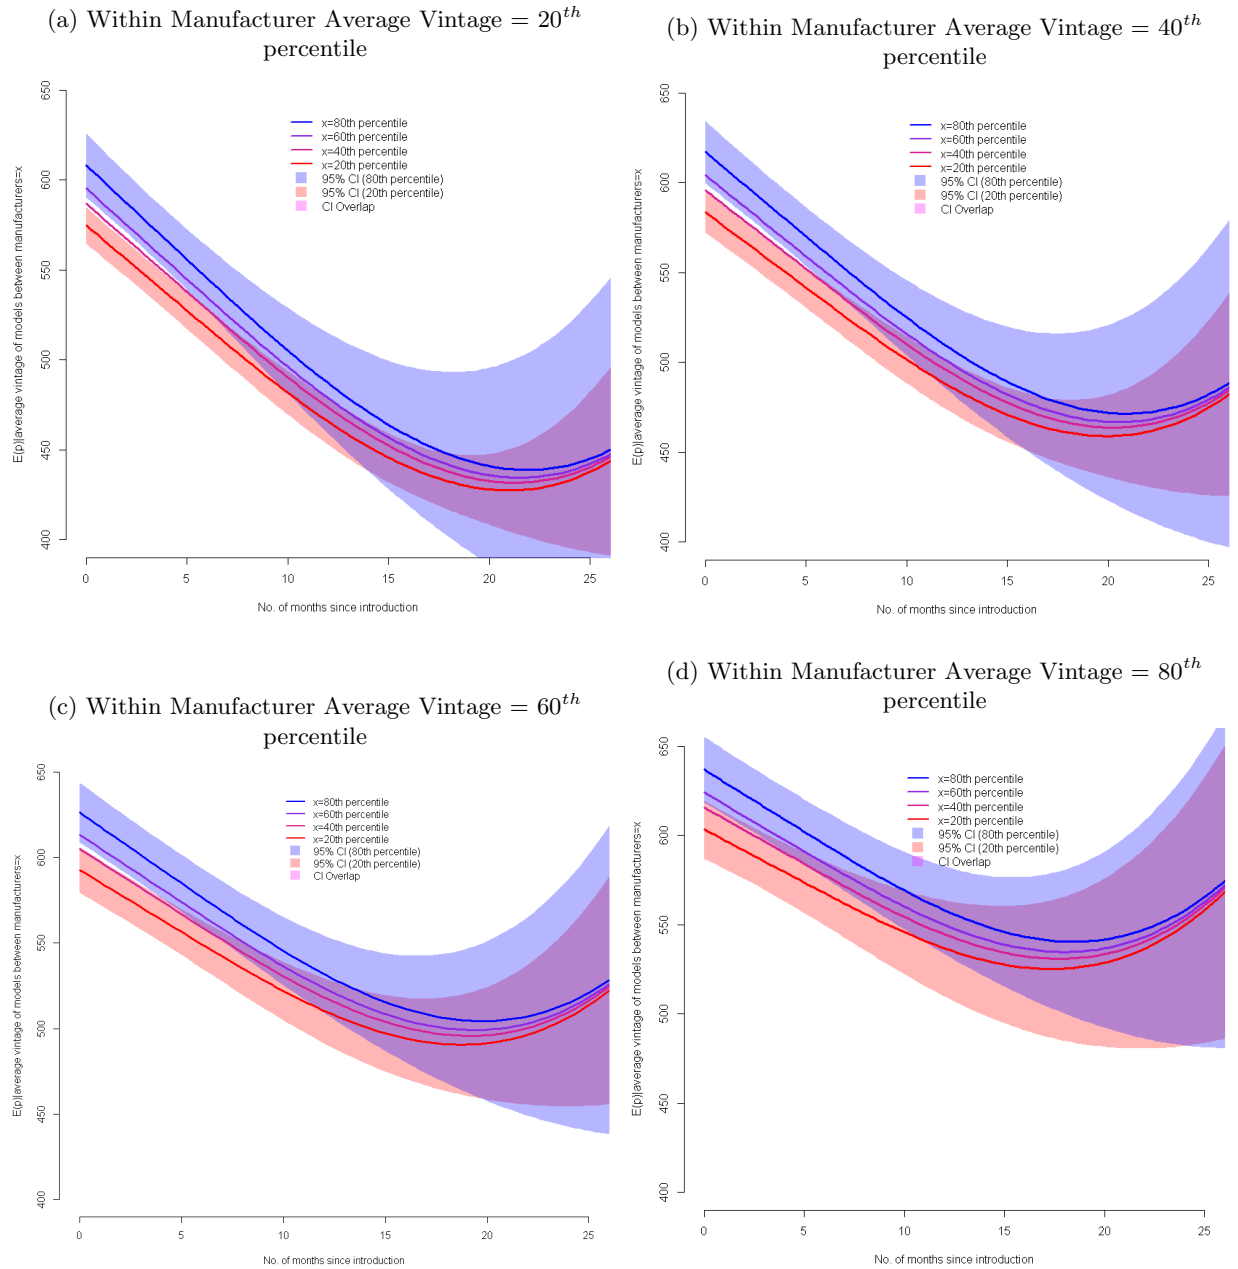 (a) Within Manufacturer Average Vintage = 20th
percentile
650
600
550
500
450
400
E(p)|average vintage of models between manufacturers=x
x=80th percentile
x=60th percentile
x=40th percentile
x=20th percentile
95% CI (80th percentile)
95% CI (20th percentile)
CI Overlap
0 5 10 15 20 25
No. of months since introduction
(b) Within Manufacturer Average Vintage = 40th
percentile
650
600
550
500
450
400
E(p)|average vintage of models between manufacturers=x
x=80th percentile
x=60th percentile
x=40th percentile
x=20th percentile
95% CI (80th percentile)
95% CI (20th percentile)
CI Overlap
0 5 10 15 20 25
No. of months since introduction
(c) Within Manufacturer Average Vintage = 60th
percentile
650
600
550
500
450
400
E(p)|average vintage of models between manufacturers=x
x=80th percentile
x=60th percentile
x=40th percentile
x=20th percentile
95% CI (80th percentile)
95% CI (20th percentile)
CI Overlap
0 5 10 15 20 25
No. of months since introduction
(d) Within Manufacturer Average Vintage = 80th
percentile
650
600
550
500
450
400
E(p)|average vintage of models between manufacturers=x
x=80th percentile
x=60th percentile
x=40th percentile
x=20th percentile
95% CI (80th percentile)
95% CI (20th percentile)
CI Overlap
0 5 10 15 20 25
No. of months since introduction